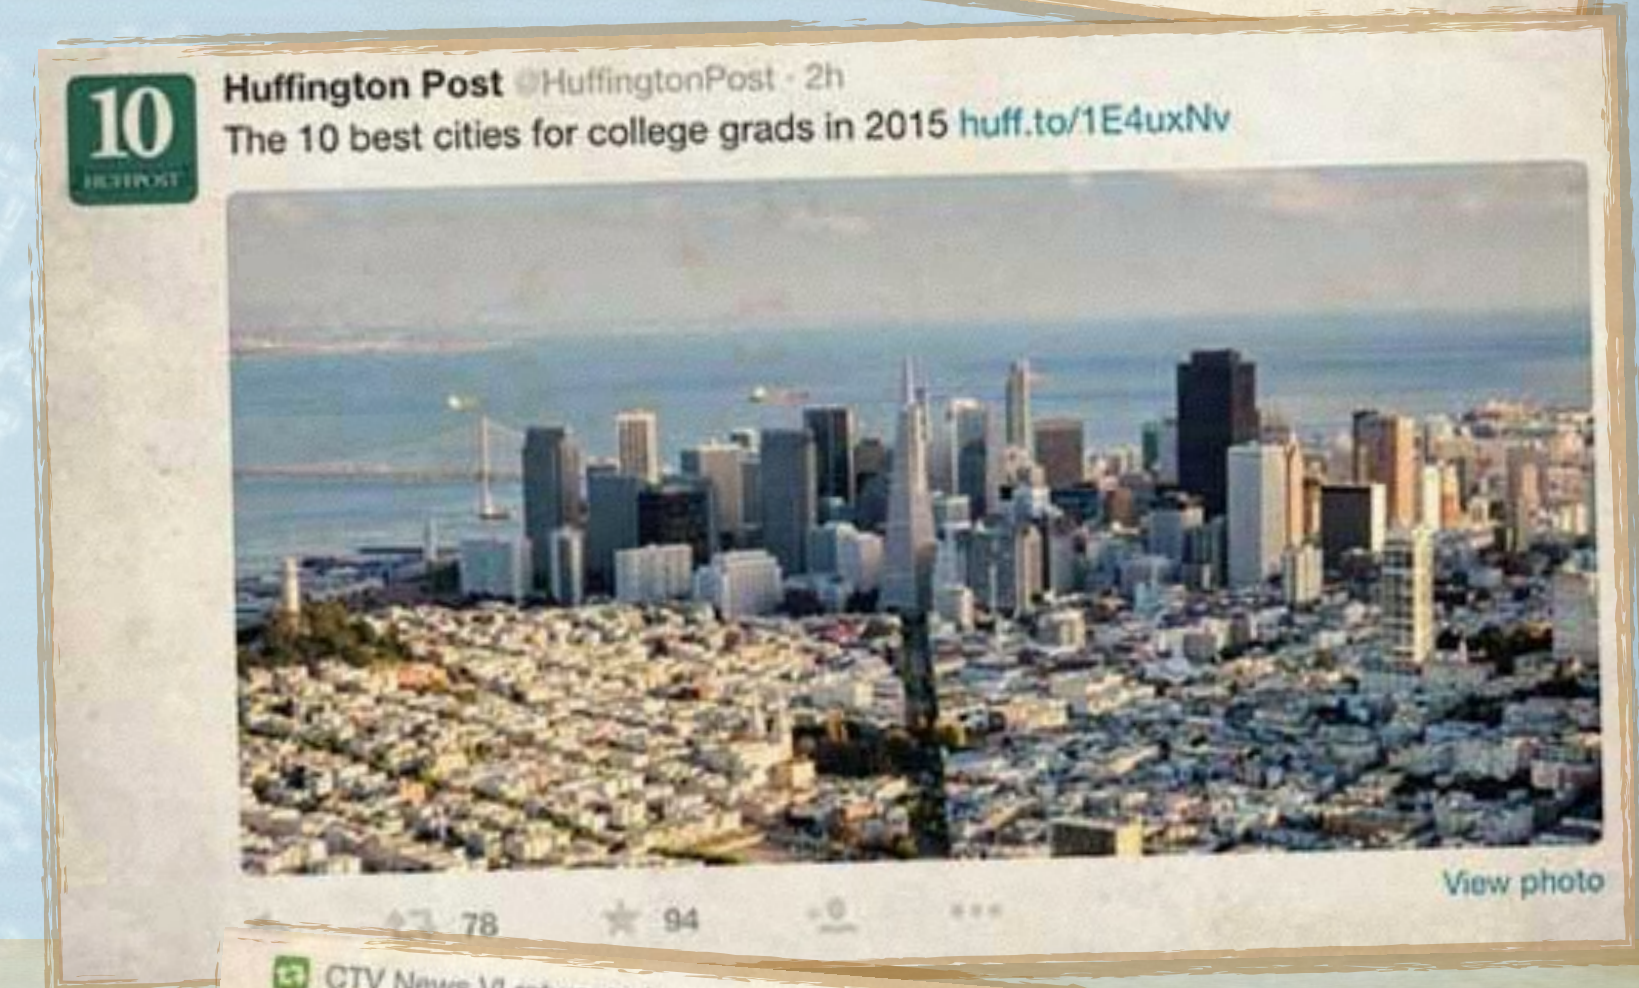 10
HUFFPOST
Huffington Post @HuffingtonPost · 2h
The 10 best cities for college grads in 2015 huff.to/1E4uxNv
View photo
78 94
CTV News VI